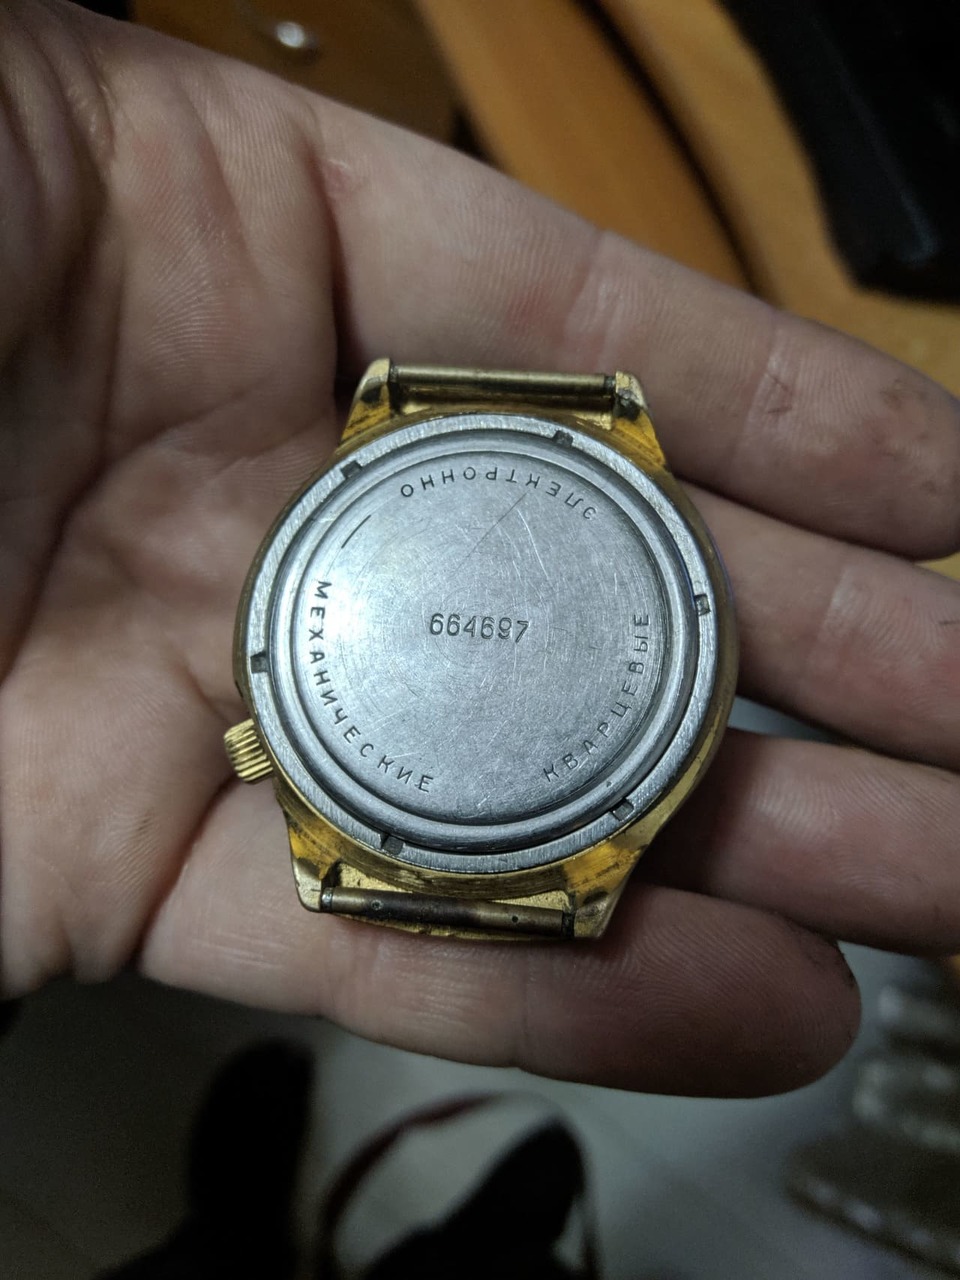 ЭЛЕКТРОННО
МЕХАНИЧЕСКИЕ
КВАРЦЕВЫЕ
664697